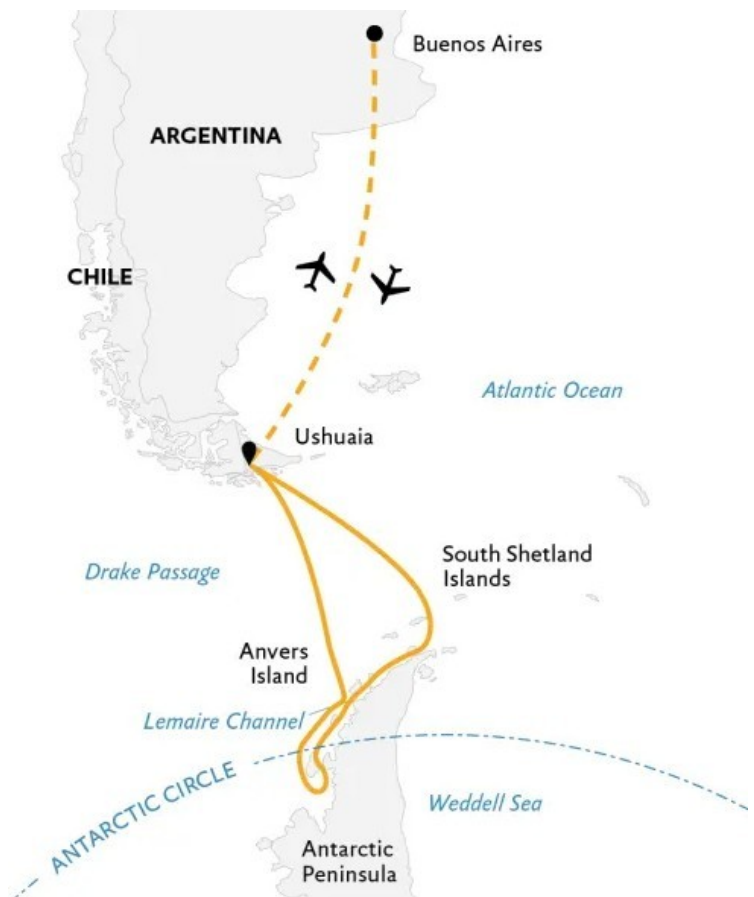 Buenos Aires
ARGENTINA
CHILE
Atlantic Ocean
Ushuaia
South Shetland
Islands
Drake Passage
Anvers
Island
Lemaire Channel
ANTARCTIC CIRCLE
Weddell Sea
Antarctic
Peninsula